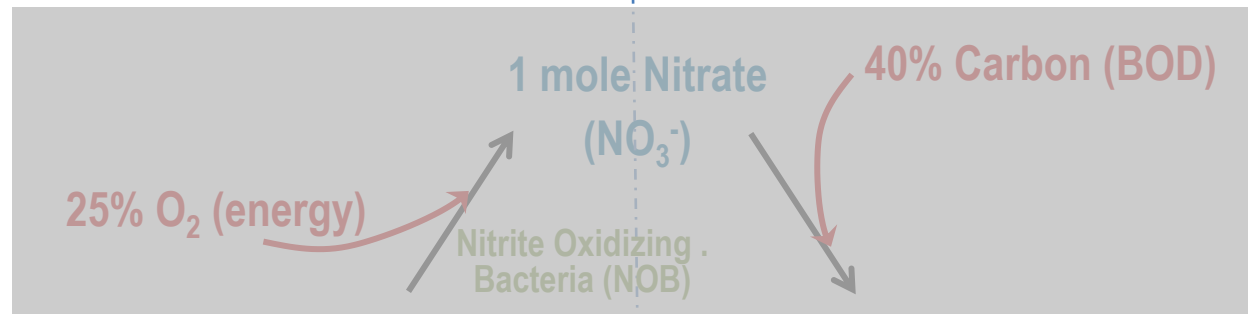 1 mole Nitrate
(NO₃⁻)
40% Carbon (BOD)
25% O₂ (energy)
Nitrite Oxidizing .
Bacteria (NOB)